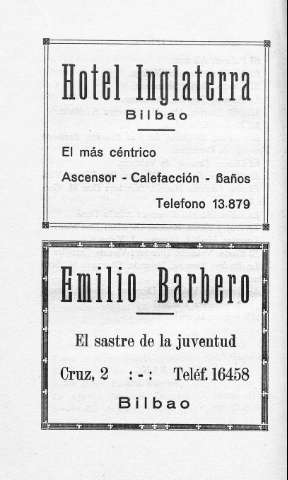 Hotel Inglaterra
Bilbao
El más céntrico
Ascensor - Calefacción - Baños
Telefono 13.879
Emilio Barbero
El sastre de la juventud
Cruz, 2 :-: Teléf. 16458
Bilbao